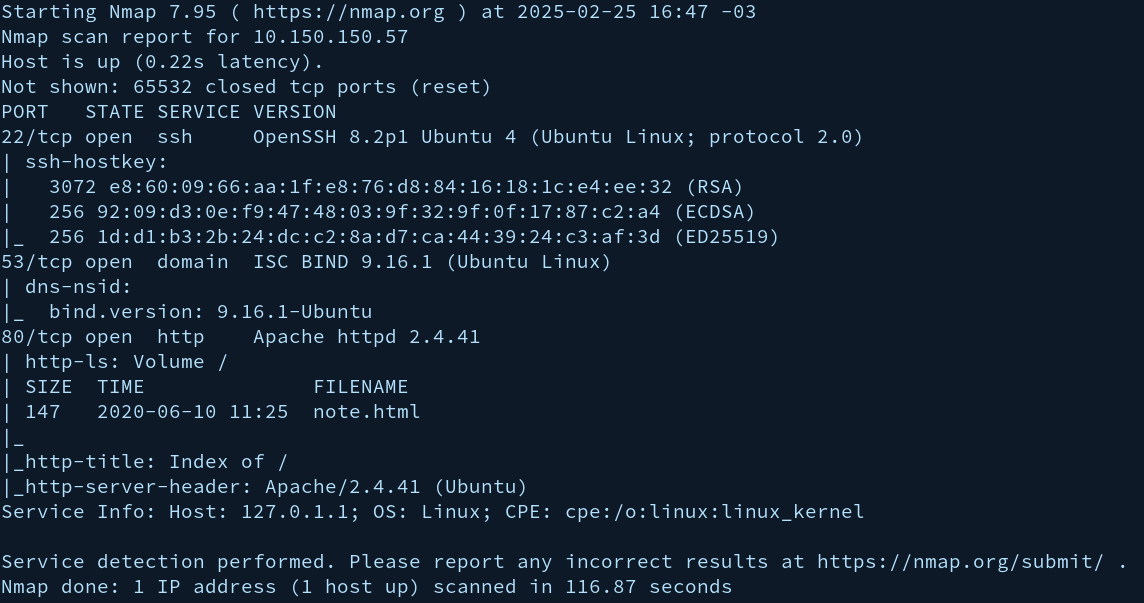 Starting Nmap 7.95 ( https://nmap.org ) at 2025-02-25 16:47 -03
Nmap scan report for 10.150.150.57
Host is up (0.22s latency).
Not shown: 65532 closed tcp ports (reset)
PORT   STATE SERVICE VERSION
22/tcp open  ssh     OpenSSH 8.2p1 Ubuntu 4 (Ubuntu Linux; protocol 2.0)
| ssh-hostkey:
|   3072 e8:60:09:66:aa:1f:e8:76:d8:84:16:18:1c:e4:ee:32 (RSA)
|   256 92:09:d3:0e:f9:47:48:03:9f:32:9f:0f:17:87:c2:a4 (ECDSA)
|_  256 1d:d1:b3:2b:24:dc:c2:8a:d7:ca:44:39:24:c3:af:3d (ED25519)
53/tcp open  domain  ISC BIND 9.16.1 (Ubuntu Linux)
| dns-nsid:
|_  bind.version: 9.16.1-Ubuntu
80/tcp open  http    Apache httpd 2.4.41
| http-ls: Volume /
| SIZE  TIME              FILENAME
| 147   2020-06-10 11:25  note.html
|_
|_http-title: Index of /
|_http-server-header: Apache/2.4.41 (Ubuntu)
Service Info: Host: 127.0.1.1; OS: Linux; CPE: cpe:/o:linux:linux_kernel

Service detection performed. Please report any incorrect results at https://nmap.org/submit/ .
Nmap done: 1 IP address (1 host up) scanned in 116.87 seconds